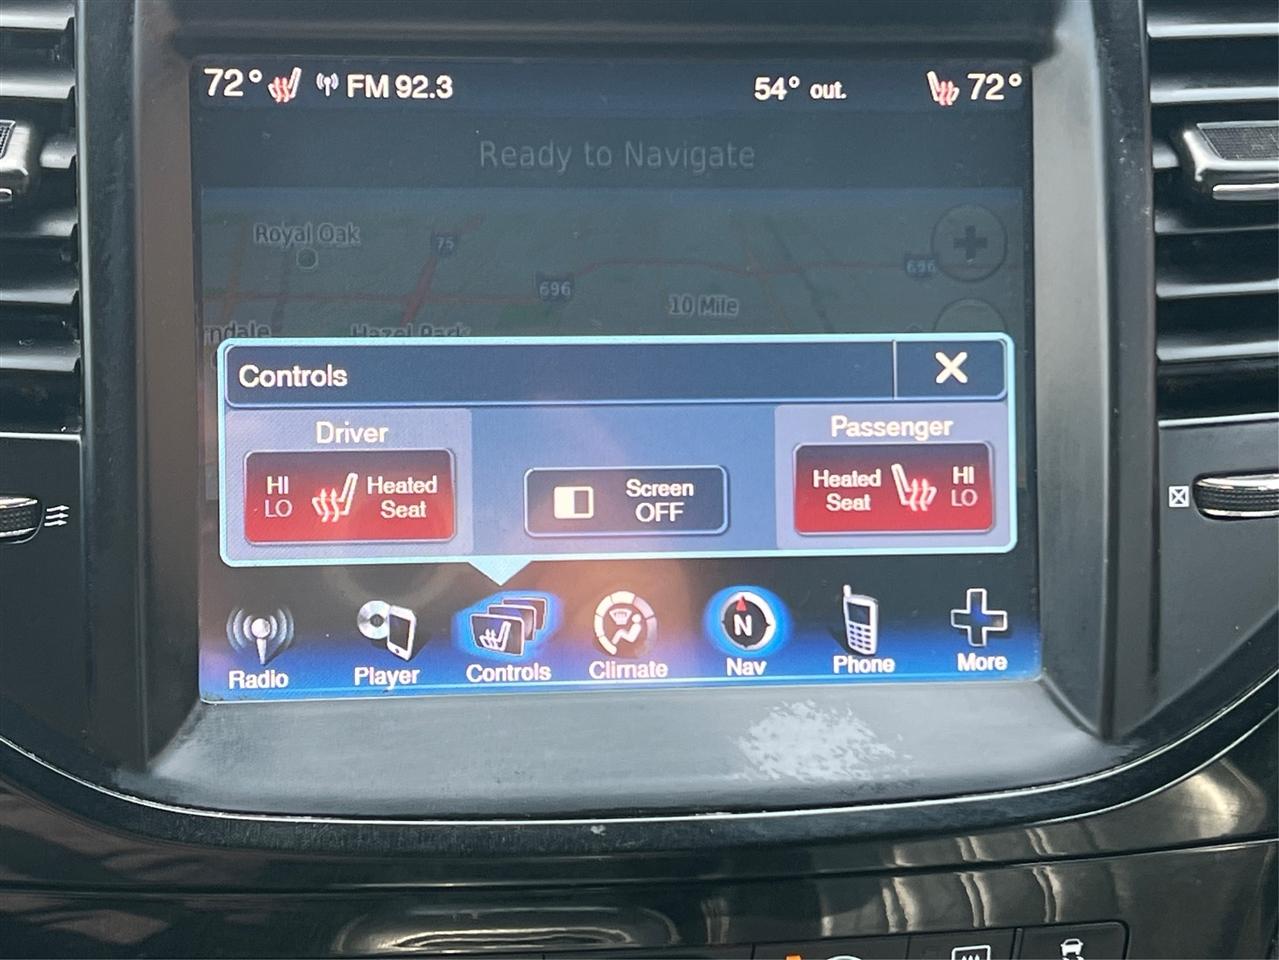 72° FM 92.3 54° out. 72°
Ready to Navigate
Royal Oak
75
696
696
10 Mile
rndale Hazel Park
Controls
Driver
Passenger
HI
LO
Heated
Seat
Screen
OFF
Heated
Seat
HI
LO
N
Radio Player Controls Climate Nav Phone More